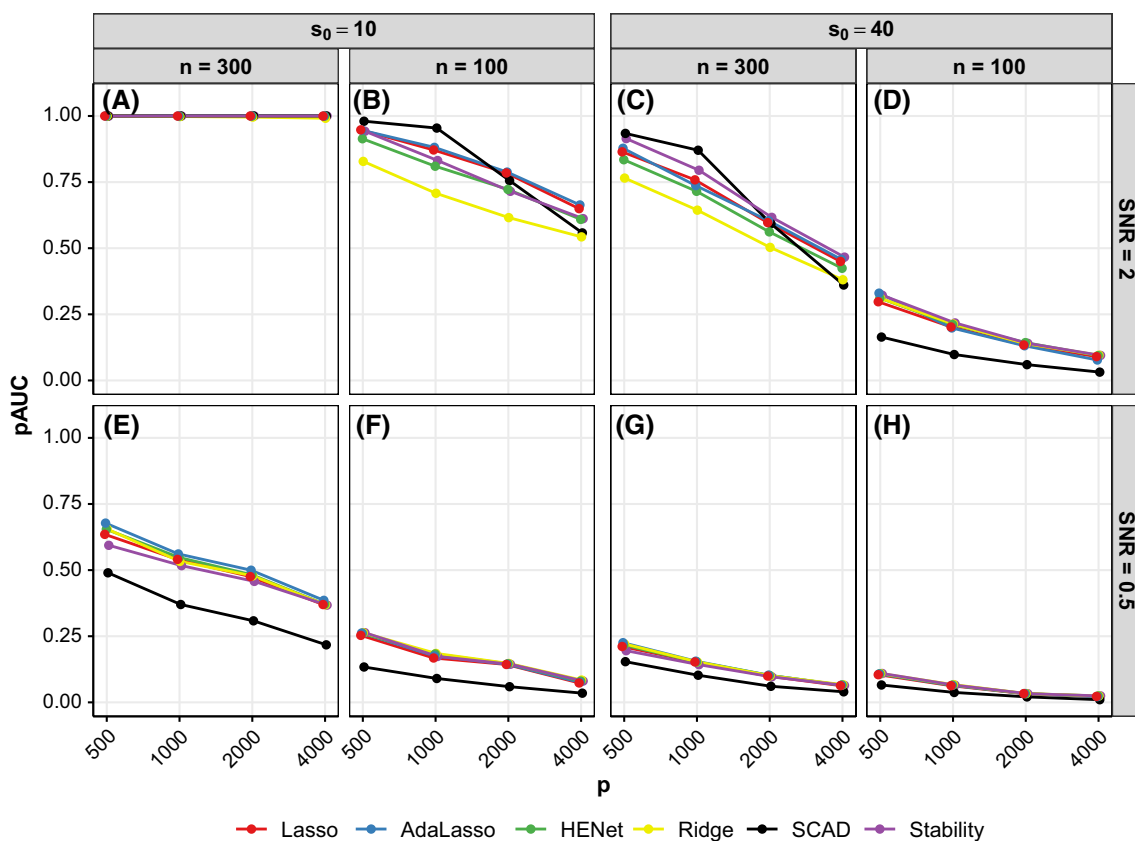 s0 = 10
s0 = 40
n = 300
n = 100
n = 300
n = 100
(A)
(B)
(C)
(D)
1.00
0.75
0.50
0.25
0.00
SNR = 2
pAUC
(E)
(F)
(G)
(H)
1.00
0.75
0.50
0.25
0.00
SNR = 0.5
500 1000 2000 4000
500 1000 2000 4000
500 1000 2000 4000
500 1000 2000 4000
p
Lasso AdaLasso HENet Ridge SCAD Stability